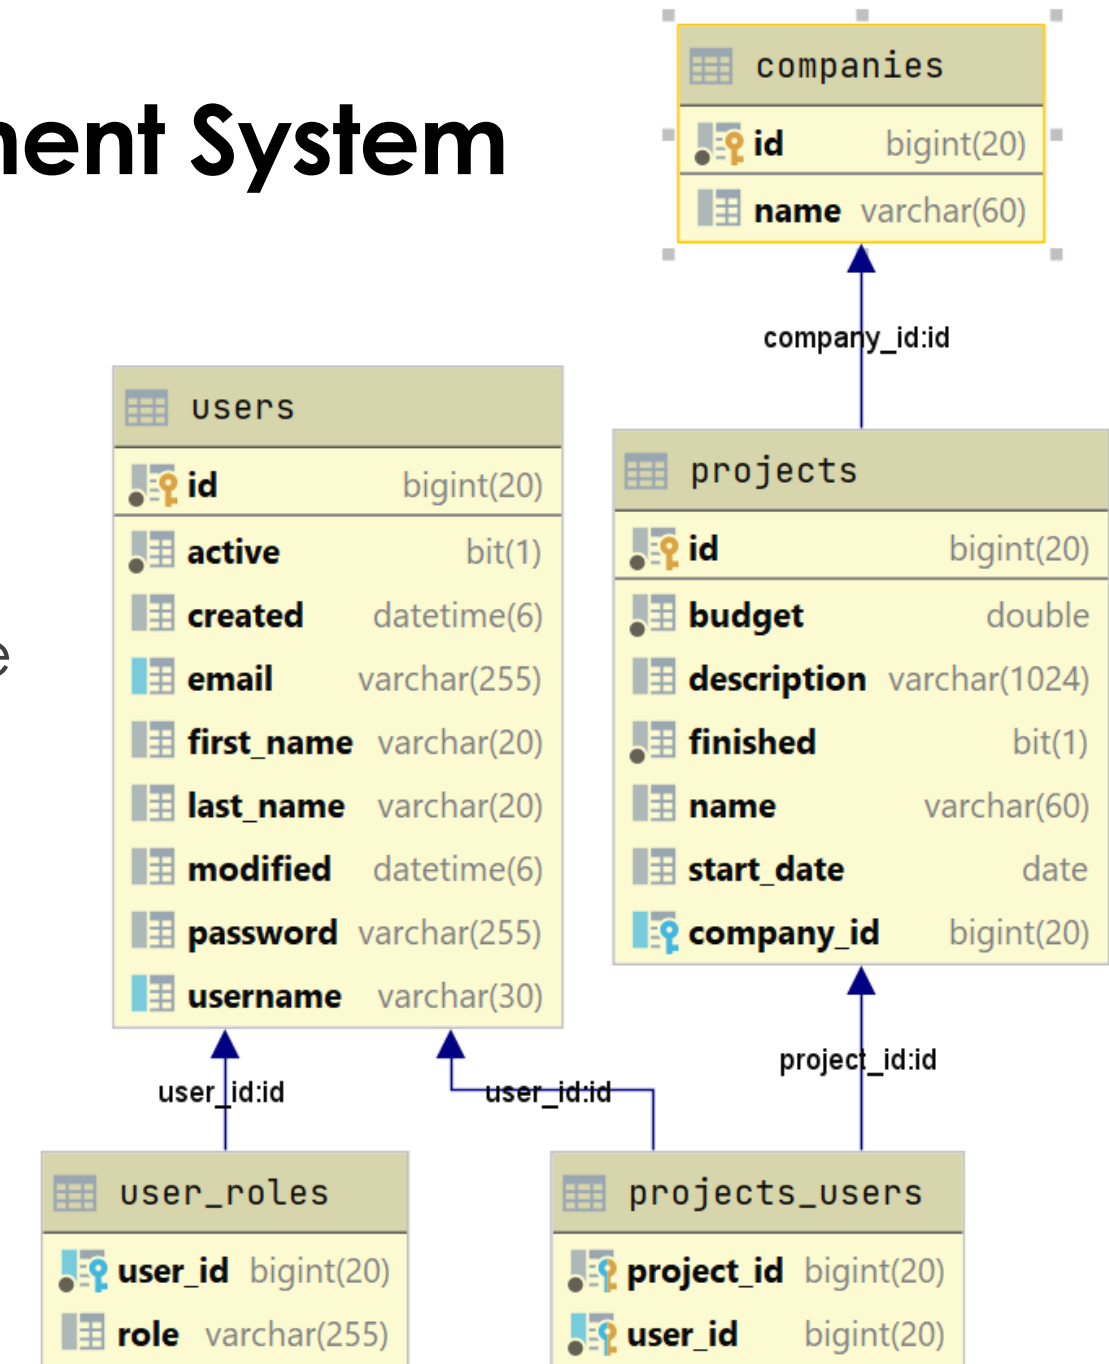 ment System
companies
id bigint(20)
name varchar(60)
company_id:id
users
id bigint(20)
active bit(1)
created datetime(6)
email varchar(255)
first_name varchar(20)
last_name varchar(20)
modified datetime(6)
password varchar(255)
username varchar(30)
projects
id bigint(20)
budget double
description varchar(1024)
finished bit(1)
name varchar(60)
start_date date
company_id bigint(20)
e
user_id:id
user_id:id
project_id:id
user_roles
user_id bigint(20)
role varchar(255)
projects_users
project_id bigint(20)
user_id bigint(20)